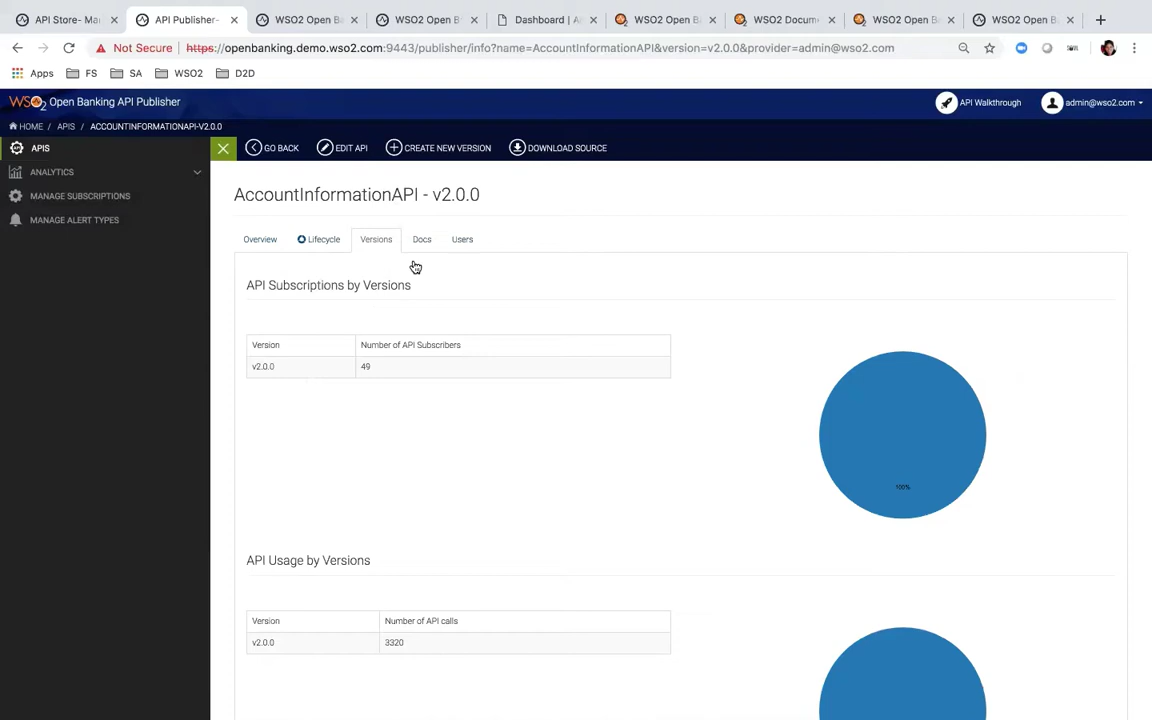 API Store- Ma
API Publisher-
WSO2 Open Ba
WSO2 Open B
Dashboard | A
WSO2 Open B
WSO2 Docume
WSO2 Open B
WSO2 Open Ba
Not Secure
https://openbanking.demo.wso2.com:9443/publisher/info?name=AccountInformationAPI&version=v2.0.0&provider=admin@wso2.com
Apps FS SA WSO2 D2D
WSO2 Open Banking API Publisher
API Walkthrough
admin@wso2.com
HOME / APIS / ACCOUNTINFORMATIONAPI-V2.0.0
APIS
ANALYTICS
MANAGE SUBSCRIPTIONS
MANAGE ALERT TYPES
GO BACK EDIT API CREATE NEW VERSION DOWNLOAD SOURCE
AccountInformationAPI - v2.0.0
Overview Lifecycle Versions Docs Users
API Subscriptions by Versions
Version Number of API Subscribers
v2.0.0 49
100%
API Usage by Versions
Version Number of API calls
v2.0.0 3320